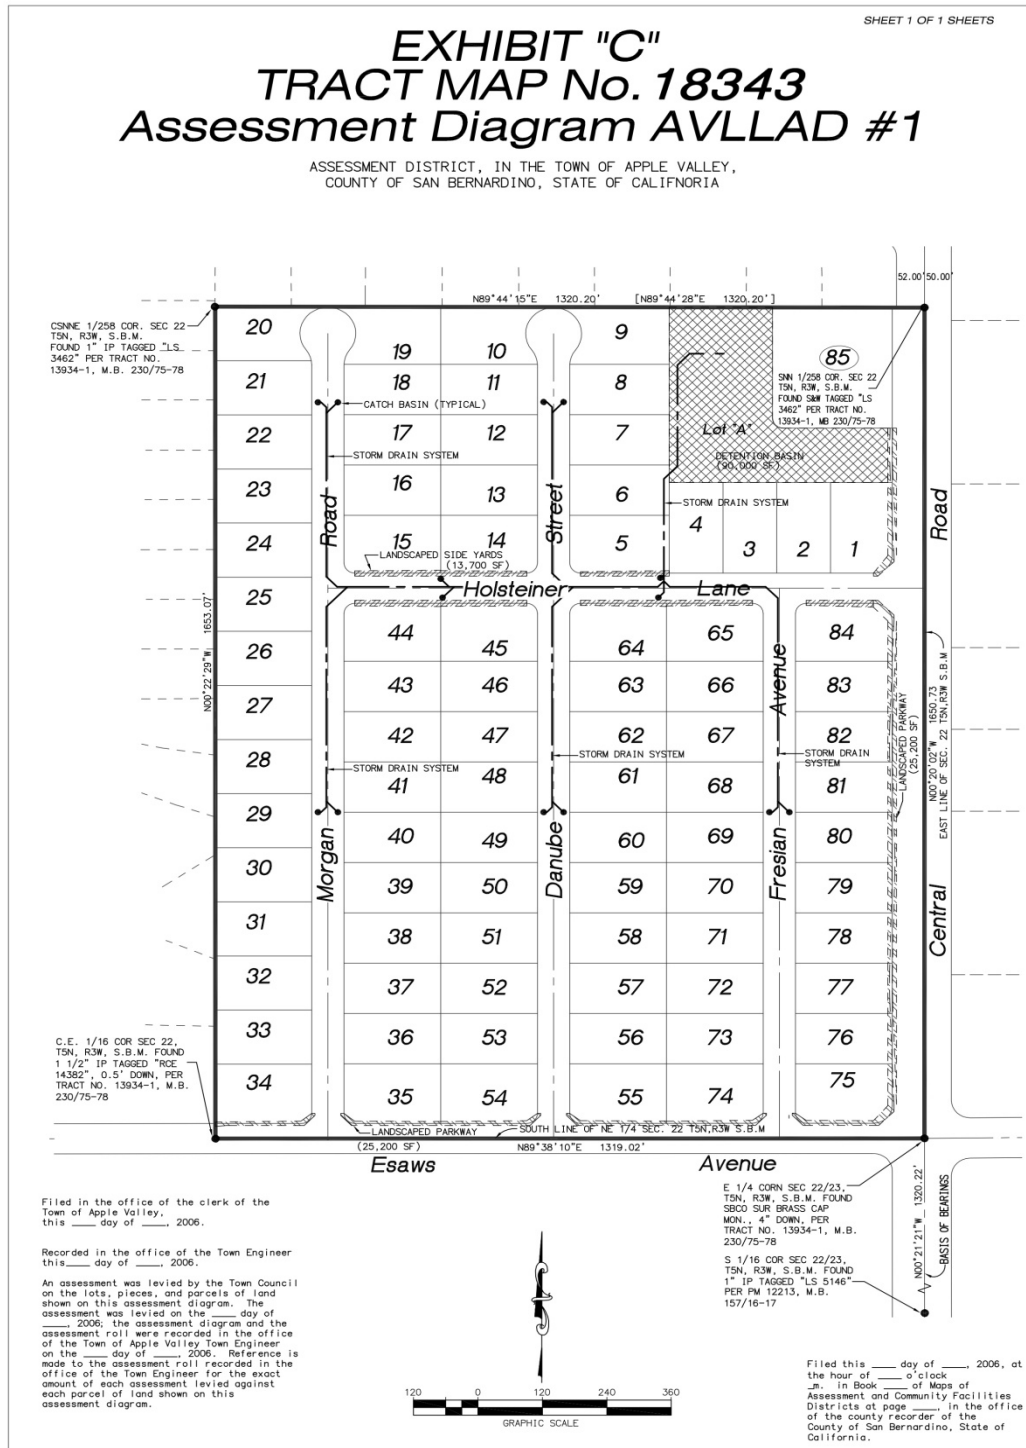 SHEET 1 OF 1 SHEETS
EXHIBIT "C"
TRACT MAP No. 18343
Assessment Diagram AVLLAD #1
ASSESSMENT DISTRICT, IN THE TOWN OF APPLE VALLEY,
COUNTY OF SAN BERNARDINO, STATE OF CALIFNORIA
52.00' 50.00'
N89°44'15"E 1320.20' [N89°44'28"E 1320.20']
CSNNE 1/258 COR. SEC 22
T5N, R3W, S.B.M.
FOUND 1" IP TAGGED "LS
3462" PER TRACT NO.
13934-1, M.B. 230/75-78
85
SNN 1/258 COR. SEC 22
T5N, R3W, S.B.M.
FOUND S&W TAGGED "LS
3462" PER TRACT NO.
13934-1, MB 230/75-78
20
19
10
9
21
18
11
8
CATCH BASIN (TYPICAL)
22
17
12
7
Lot "A"
STORM DRAIN SYSTEM
DETENTION BASIN
(90,000 SF)
23
16
13
6
STORM DRAIN SYSTEM
Road
Street
Road
24
15
14
5
4
3
2
1
LANDSCAPED SIDE YARDS
(13,700 SF)
Holsteiner Lane
25
N00°22'29"W 1653.07'
26
44
45
64
65
84
27
43
46
63
66
83
Avenue
28
42
47
62
67
82
STORM DRAIN SYSTEM
STORM DRAIN
SYSTEM
STORM DRAIN SYSTEM
41
48
61
68
81
LANDSCAPED PARKWAY
(25,200 SF)
N00°20'02"W 1650.73
EAST LINE OF SEC. 22 T5N,R3W S.B.M
29
40
49
60
69
80
Morgan
Danube
Fresian
Central
30
39
50
59
70
79
31
38
51
58
71
78
32
37
52
57
72
77
33
36
53
56
73
76
34
35
54
55
74
75
C.E. 1/16 COR SEC 22,
T5N, R3W, S.B.M. FOUND
1 1/2" IP TAGGED "RCE
14382", 0.5' DOWN, PER
TRACT NO. 13934-1, M.B.
230/75-78
LANDSCAPED PARKWAY
(25,200 SF)
SOUTH LINE OF NE 1/4 SEC. 22 T5N,R3W S.B.M
N89°38'10"E 1319.02'
Esaws Avenue
E 1/4 CORN SEC 22/23,
T5N, R3W, S.B.M. FOUND
SBCO SUR BRASS CAP
MON., 4" DOWN, PER
TRACT NO. 13934-1, M.B.
230/75-78
S 1/16 COR SEC 22/23,
T5N, R3W, S.B.M. FOUND
1" IP TAGGED "LS 5146"
PER PM 12213, M.B.
157/16-17
N00°21'21"W 1320.22'
BASIS OF BEARINGS
Filed in the office of the clerk of the
Town of Apple Valley,
this ____ day of ____, 2006.
Recorded in the office of the Town Engineer
this____ day of ____, 2006.
An assessment was levied by the Town Council
on the lots, pieces, and parcels of land
shown on this assessment diagram. The
assessment was levied on the ____ day of
____, 2006; the assessment diagram and the
assessment roll were recorded in the office
of the Town of Apple Valley Town Engineer
on the ____ day of ____, 2006. Reference is
made to the assessment roll recorded in the
office of the Town Engineer for the exact
amount of each assessment levied against
each parcel of land shown on this
assessment diagram.
120 0 120 240 360
GRAPHIC SCALE
Filed this ____ day of ____, 2006, at
the hour of ____ o'clock
_m. in Book ____ of Maps of
Assessment and Community Facilities
Districts at page ____, in the office
of the county recorder of the
County of San Bernardino, State of
California.